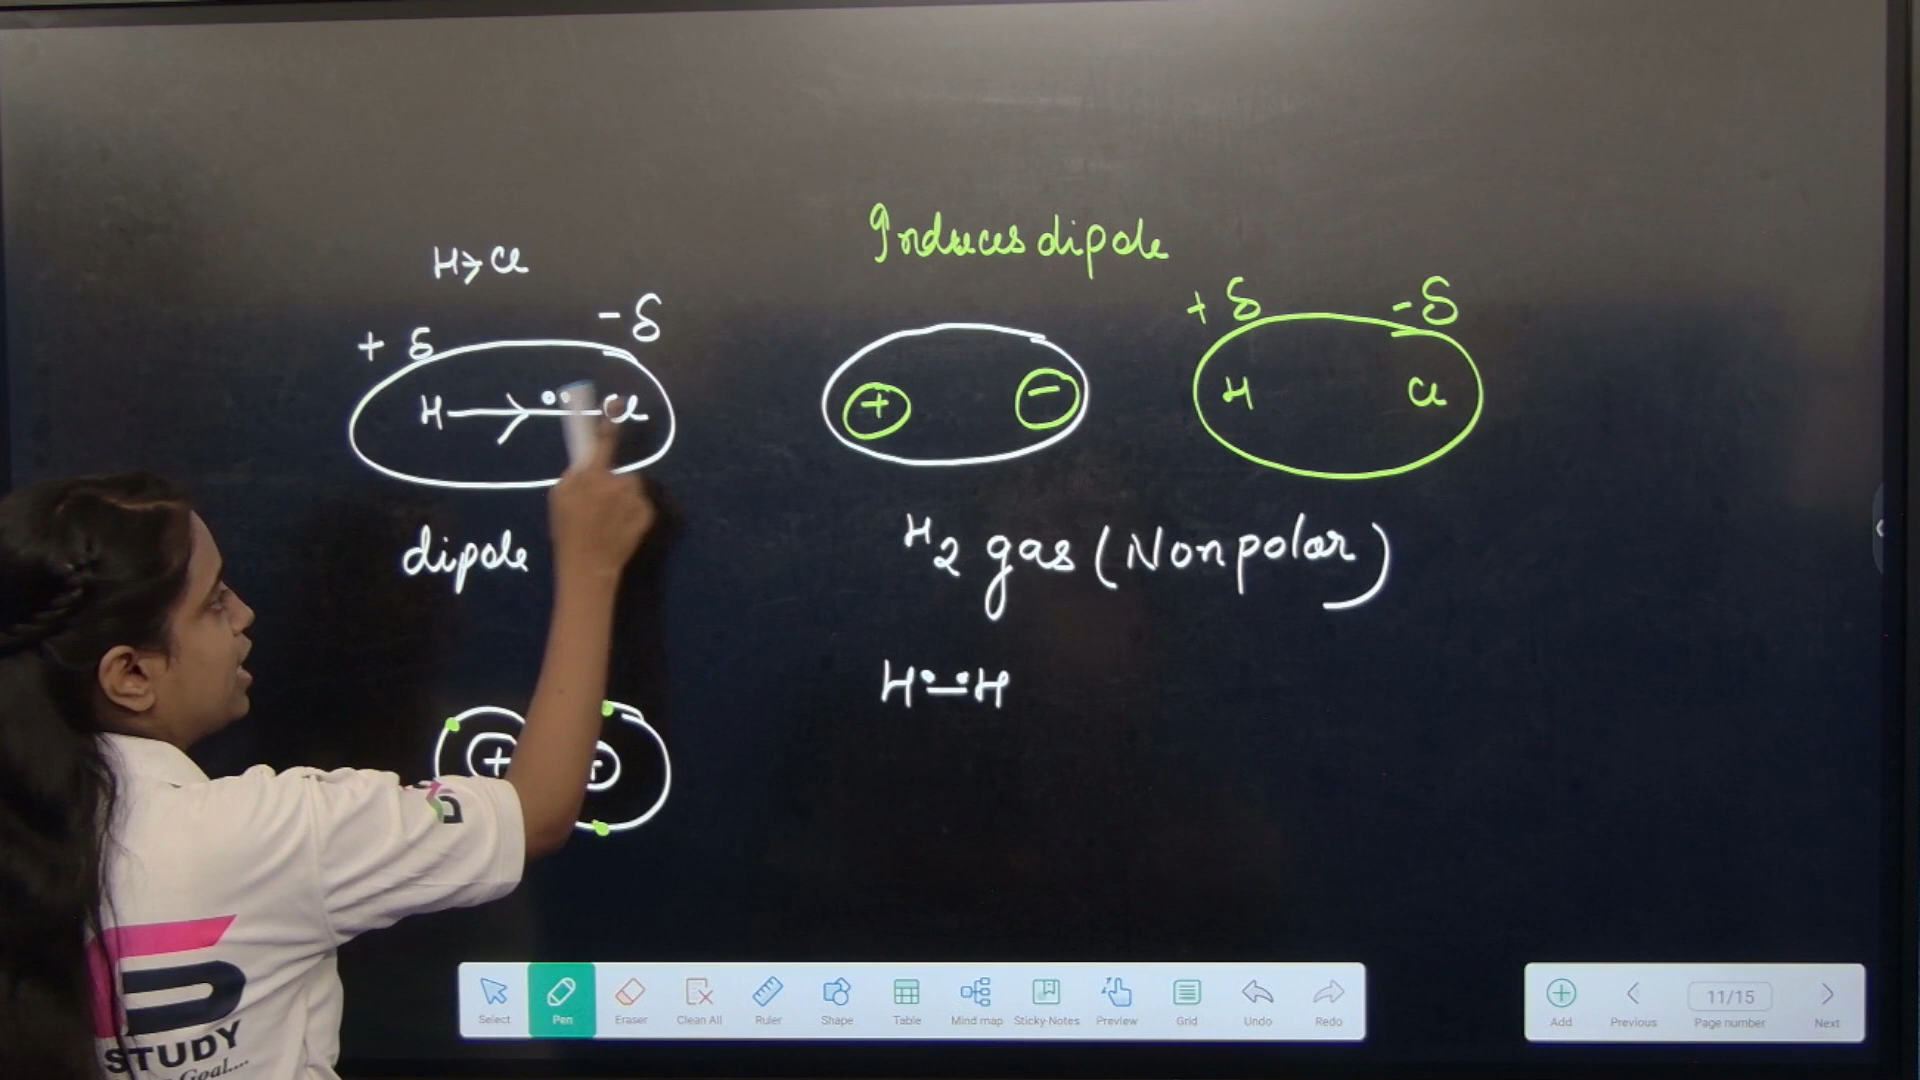 Induces dipole
H > Cl
+ δ - δ
H Cl
dipole
+ -
+ δ - δ
H Cl
H2 gas (Nonpolar)
H··H
+ +
STUDY
Goal....
Select Pen Eraser Clean All Ruler Shape Table Mind map Sticky-Notes Preview Grid Undo Redo
Add Previous 11/15 Page number Next